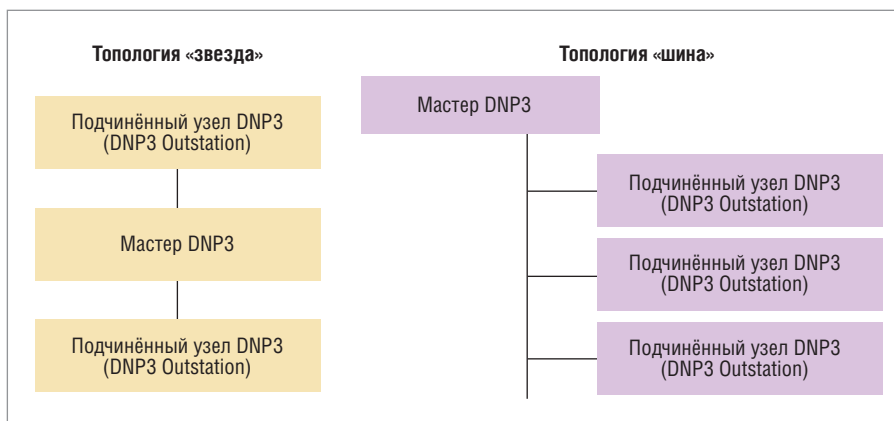 Топология «звезда»
Подчинённый узел DNP3
(DNP3 Outstation)
Мастер DNP3
Подчинённый узел DNP3
(DNP3 Outstation)
Топология «шина»
Мастер DNP3
Подчинённый узел DNP3
(DNP3 Outstation)
Подчинённый узел DNP3
(DNP3 Outstation)
Подчинённый узел DNP3
(DNP3 Outstation)